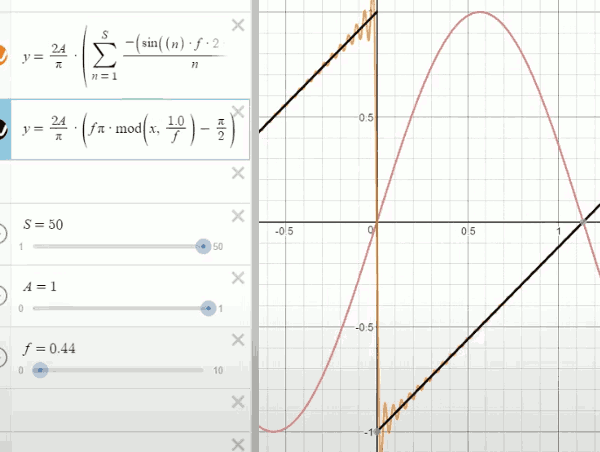 y = 2A/π · ( S ∑ n = 1 −(sin((n) · f · 2 / n
y = 2A/π · ( fπ · mod(x, 1.0/f) − π/2 )
S = 50
1 50
A = 1
0 1
f = 0.44
0 10
0.5
-0.5 0 0.5 1
-0.5
-1